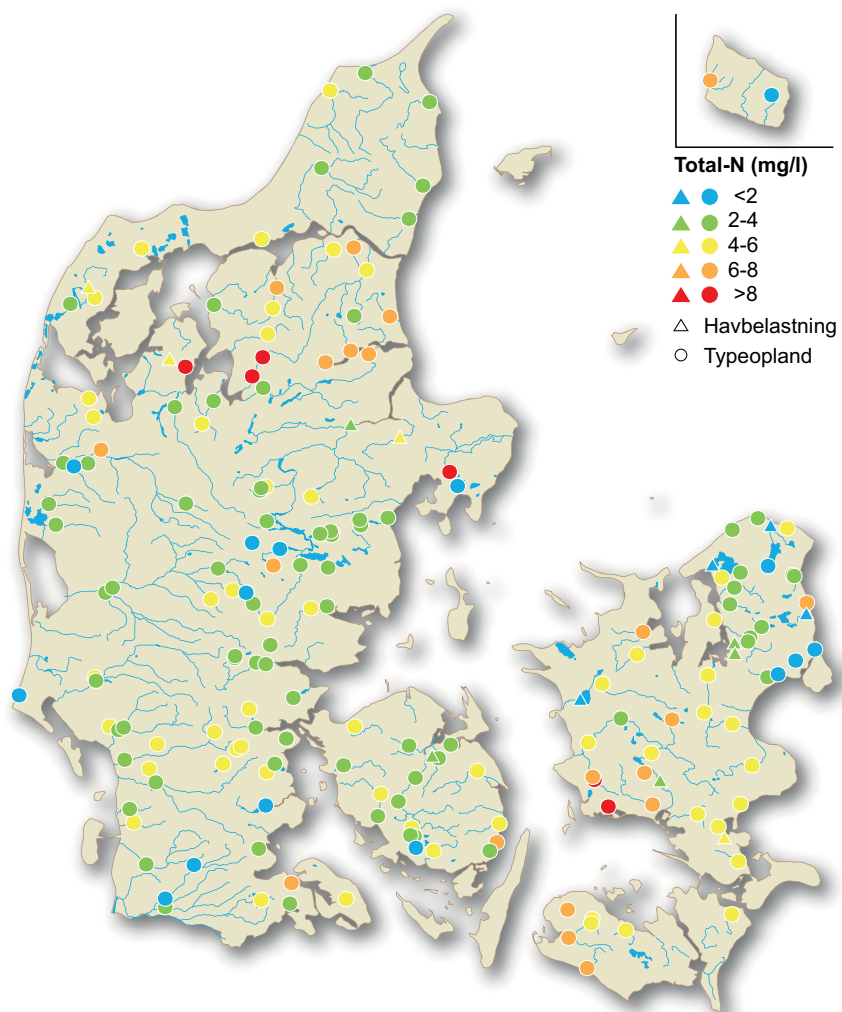 Total-N (mg/l)
<2
2-4
4-6
6-8
>8
Havbelastning
Typeopland